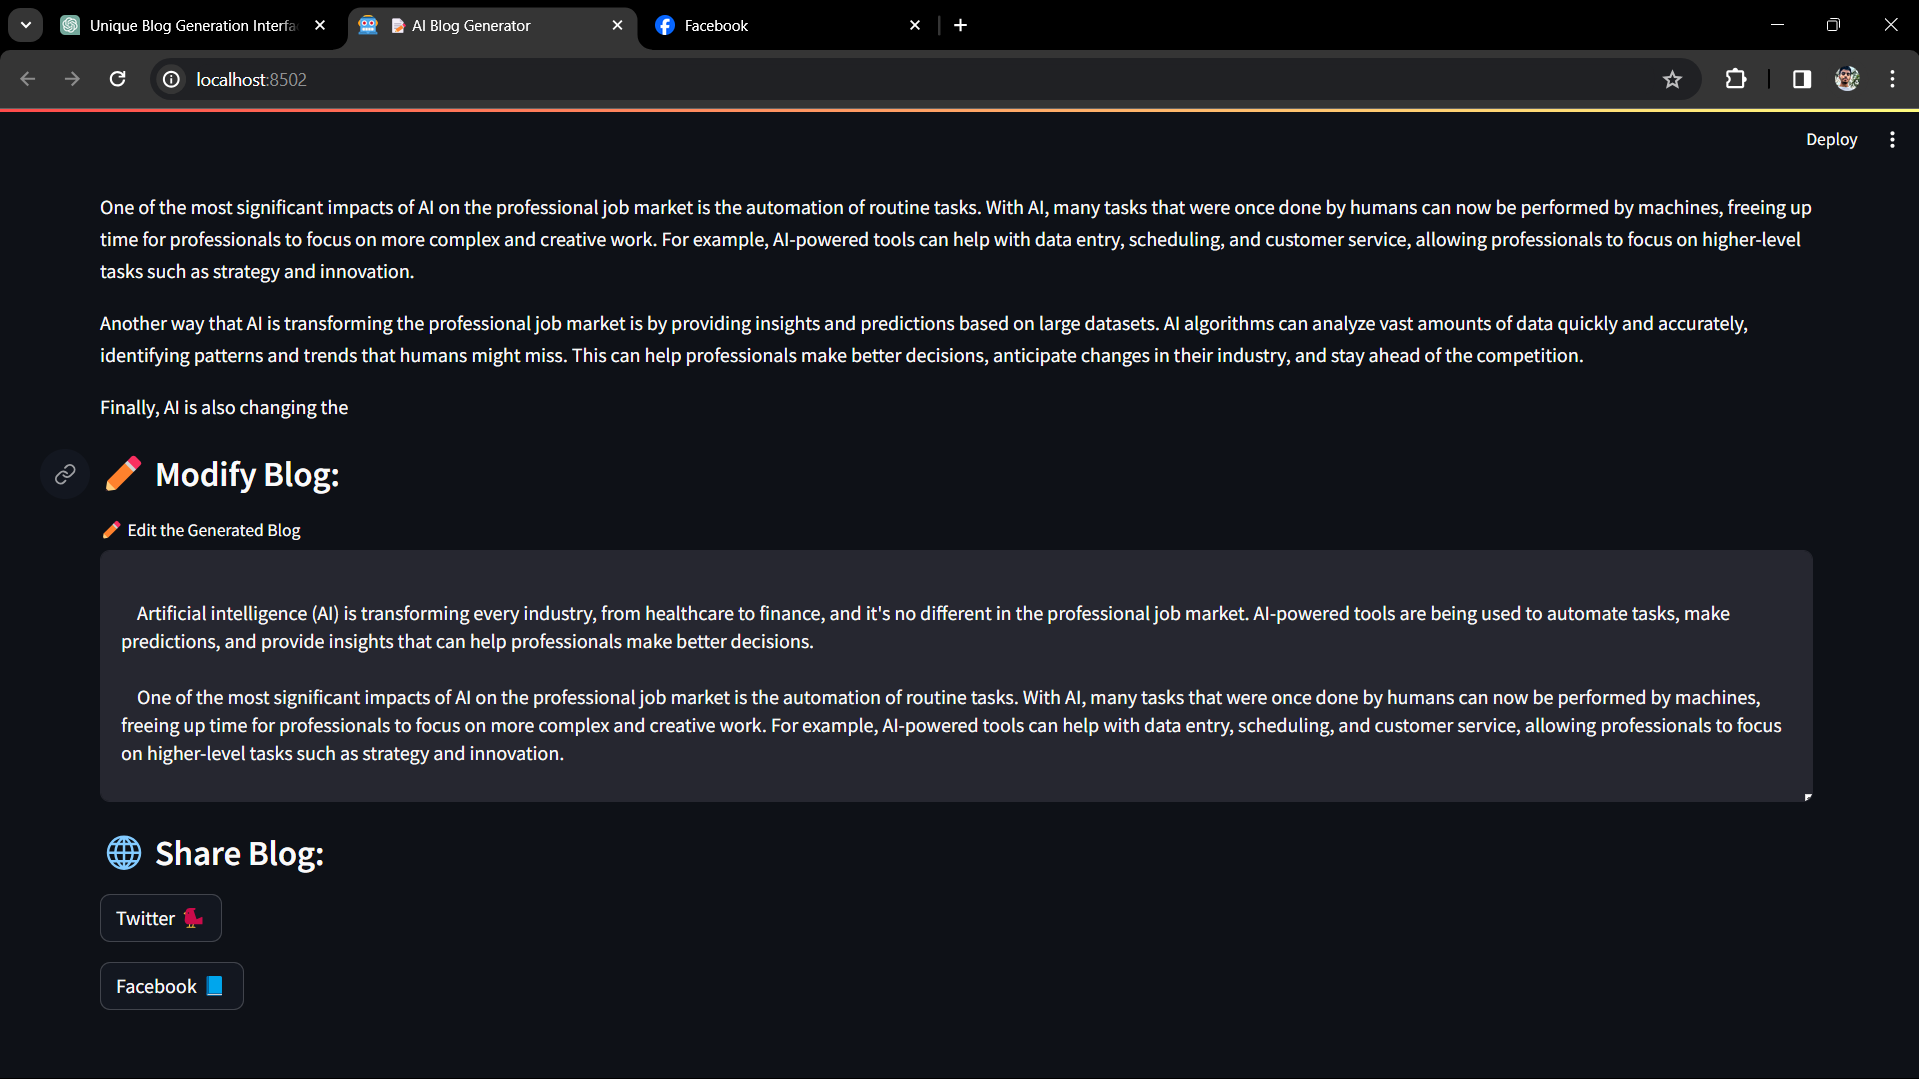 Unique Blog Generation Interfa
AI Blog Generator
Facebook
localhost:8502
Deploy
One of the most significant impacts of AI on the professional job market is the automation of routine tasks. With AI, many tasks that were once done by humans can now be performed by machines, freeing up
time for professionals to focus on more complex and creative work. For example, AI-powered tools can help with data entry, scheduling, and customer service, allowing professionals to focus on higher-level
tasks such as strategy and innovation.
Another way that AI is transforming the professional job market is by providing insights and predictions based on large datasets. AI algorithms can analyze vast amounts of data quickly and accurately,
identifying patterns and trends that humans might miss. This can help professionals make better decisions, anticipate changes in their industry, and stay ahead of the competition.
Finally, AI is also changing the
Modify Blog:
Edit the Generated Blog
Artificial intelligence (AI) is transforming every industry, from healthcare to finance, and it's no different in the professional job market. AI-powered tools are being used to automate tasks, make
predictions, and provide insights that can help professionals make better decisions.
One of the most significant impacts of AI on the professional job market is the automation of routine tasks. With AI, many tasks that were once done by humans can now be performed by machines,
freeing up time for professionals to focus on more complex and creative work. For example, AI-powered tools can help with data entry, scheduling, and customer service, allowing professionals to focus
on higher-level tasks such as strategy and innovation.
Share Blog:
Twitter
Facebook